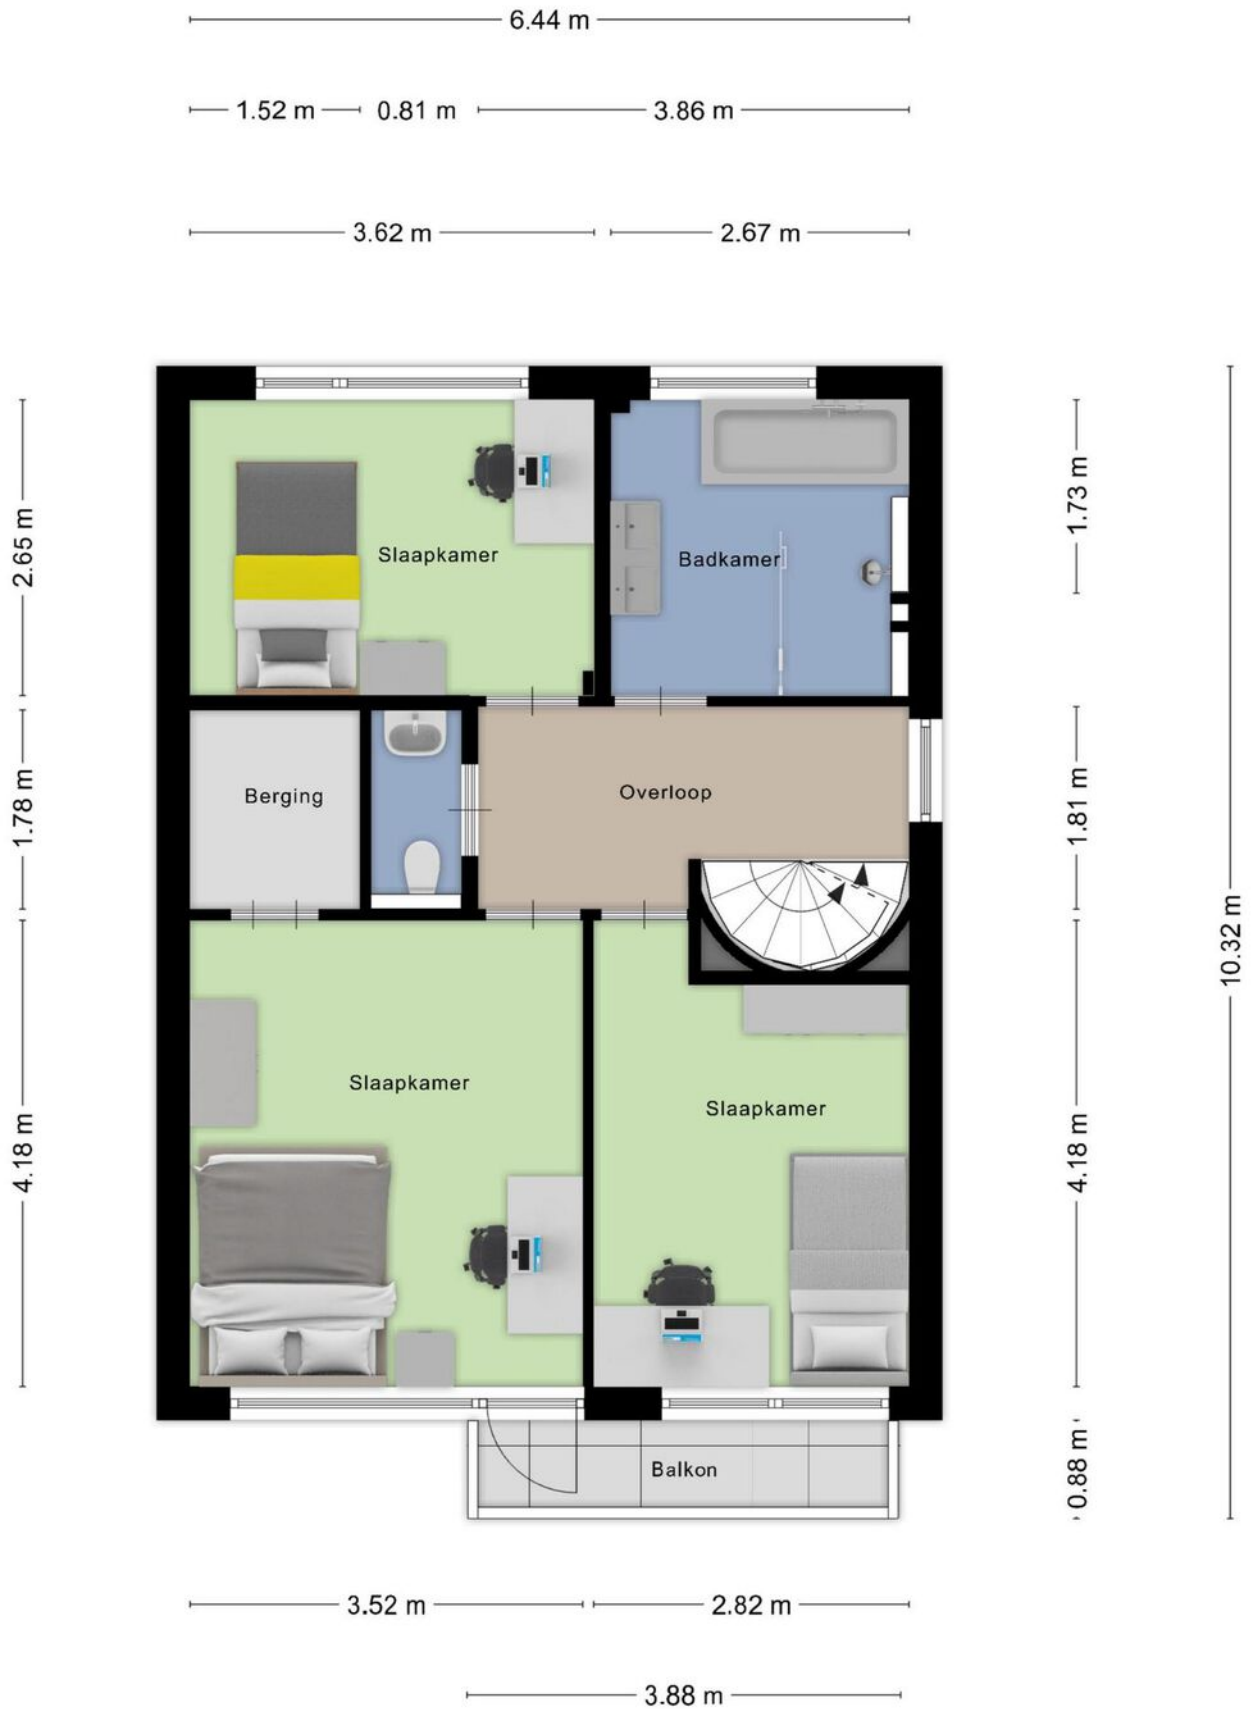 6.44 m
1.52 m 0.81 m 3.86 m
3.62 m 2.67 m
2.65 m
1.73 m
Slaapkamer
Badkamer
1.78 m
Berging
Overloop
1.81 m
10.32 m
4.18 m
Slaapkamer
Slaapkamer
4.18 m
Balkon
0.88 m
3.52 m 2.82 m
3.88 m